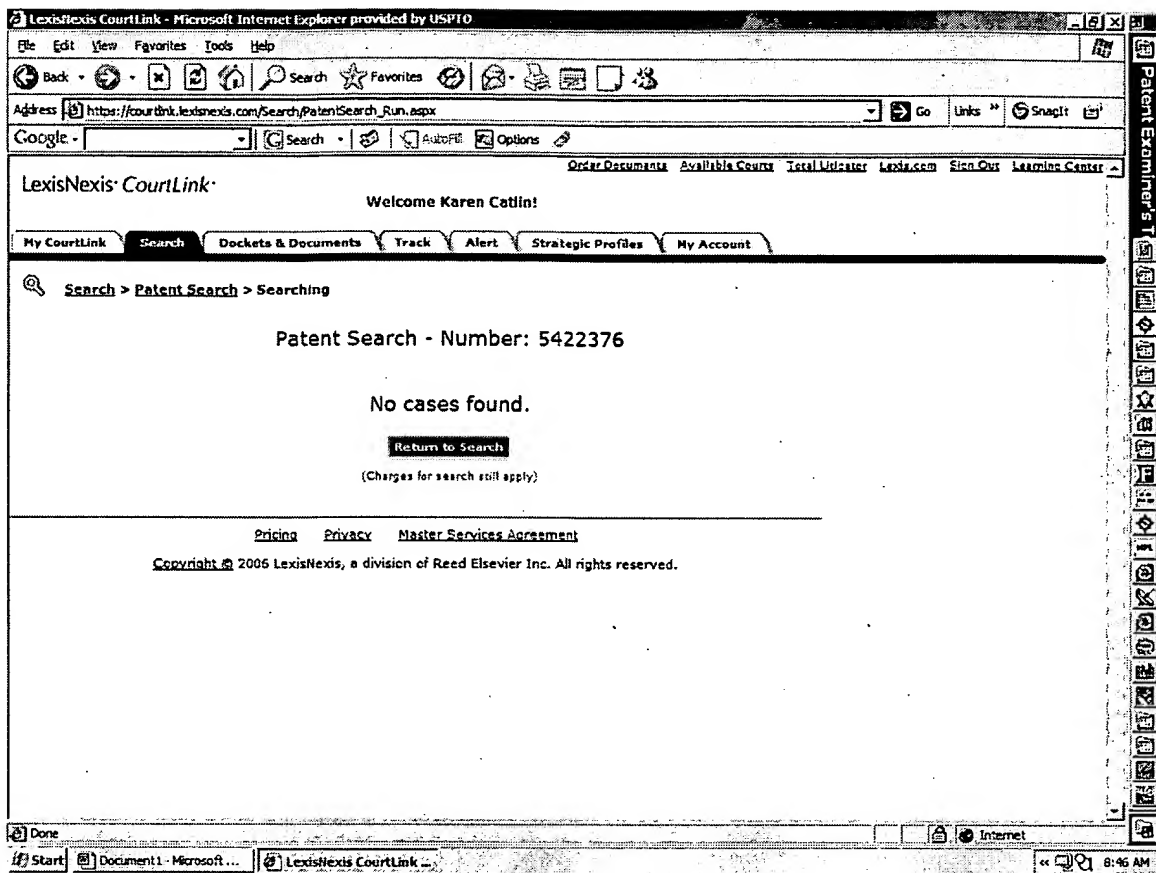 LexisNexis CourtLink - Microsoft Internet Explorer provided by USPTO
File Edit View Favorites Tools Help
Back Search Favorites
Address https://courtlink.lexisnexis.com/Search/PatentSearch_Run.aspx Go Links » SnagIt
Google - Search AutoFill Options
Order Documents Available Courts Total Litigator Lexis.com Sign Out Learning Center
LexisNexis CourtLink
Welcome Karen Catlin!
My CourtLink Search Dockets & Documents Track Alert Strategic Profiles My Account
Search > Patent Search > Searching
Patent Search - Number: 5422376
No cases found.
Return to Search
(Charges for search still apply)
Pricing Privacy Master Services Agreement
Copyright © 2006 LexisNexis, a division of Reed Elsevier Inc. All rights reserved.
Done Internet
Start Document1 - Microsoft ... LexisNexis CourtLink ... « 8:46 AM
Patent Examiner's T